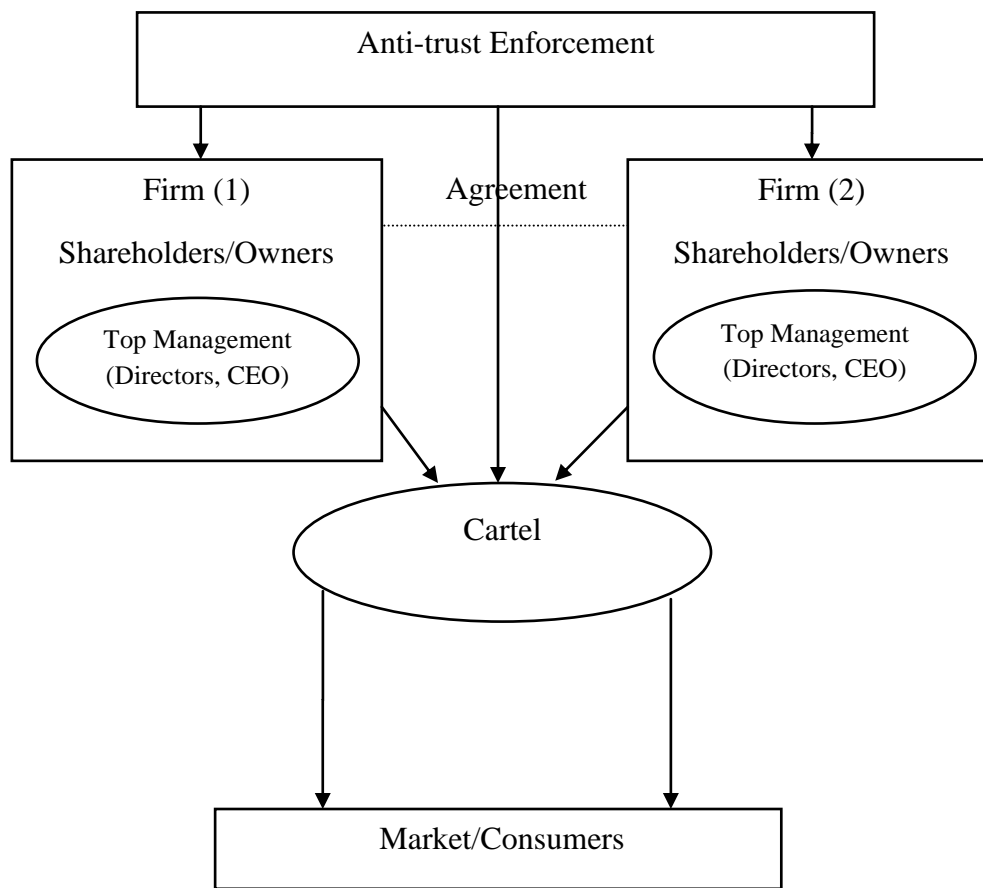 Anti-trust Enforcement
Firm (1)
Shareholders/Owners
Top Management
(Directors, CEO)
Agreement
Firm (2)
Shareholders/Owners
Top Management
(Directors, CEO)
Cartel
Market/Consumers